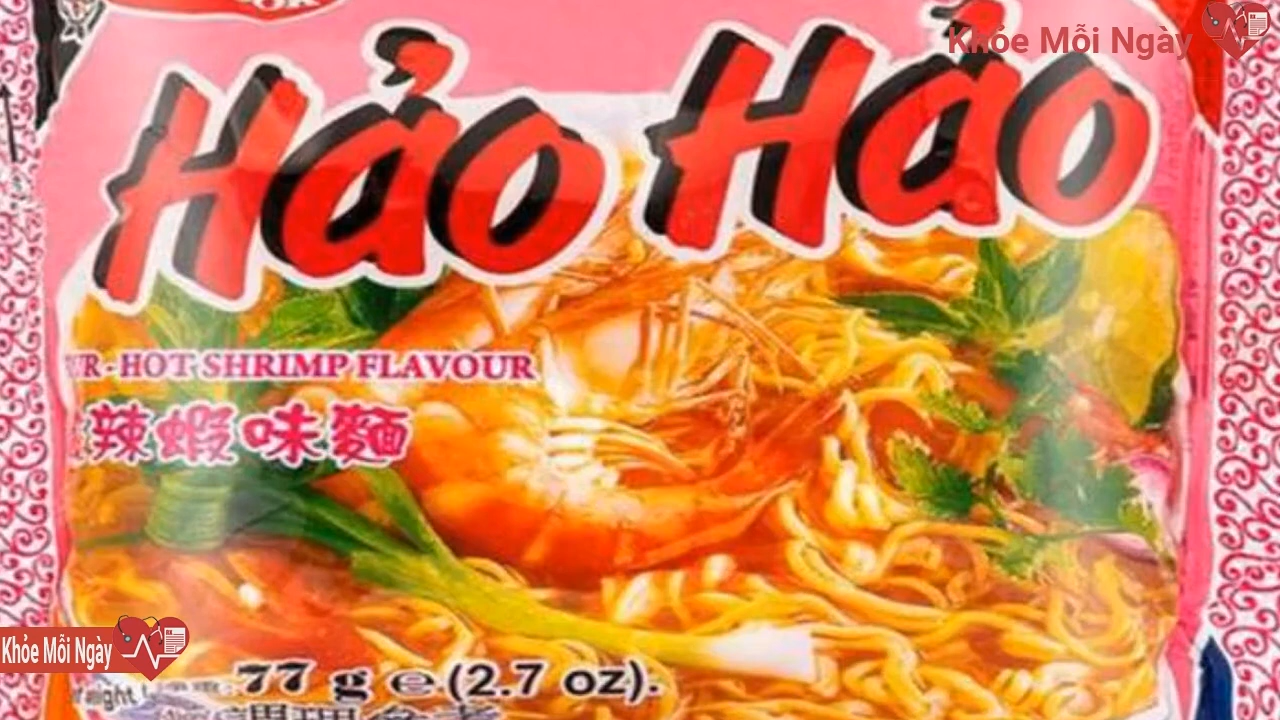 Khỏe Mỗi Ngày
Hảo Hảo
R-HOT SHRIMP FLAVOUR
辣蝦味麵
Khỏe Mỗi Ngày
77 g e (2.7 oz).